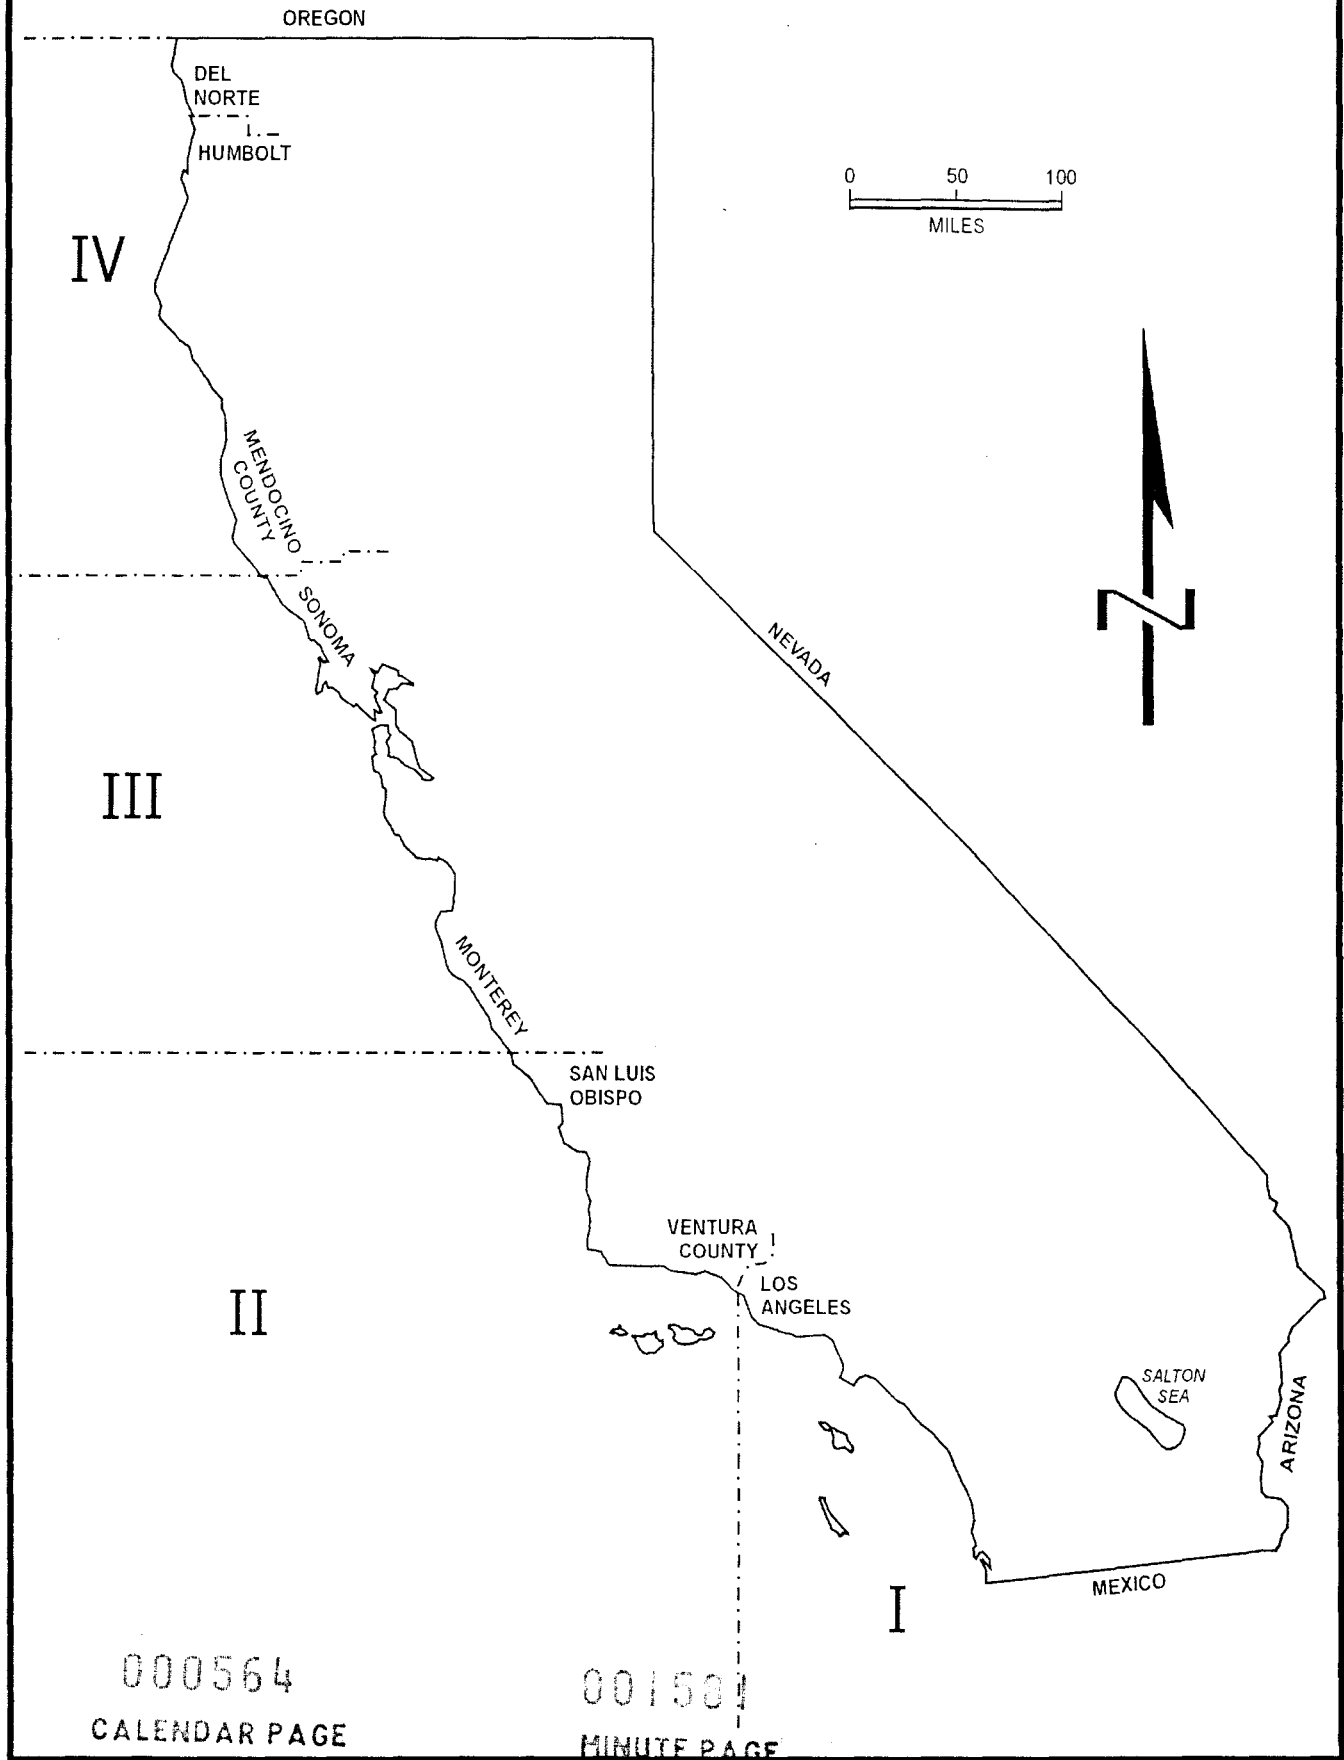 OREGON
DEL
NORTE
HUMBOLT
0 50 100
MILES
IV
MENDOCINO
COUNTY
SONOMA
NEVADA
III
MONTEREY
SAN LUIS
OBISPO
VENTURA
COUNTY
LOS
ANGELES
II
SALTON
SEA
ARIZONA
MEXICO
I
N
000564
CALENDAR PAGE
MINUTE PAGE